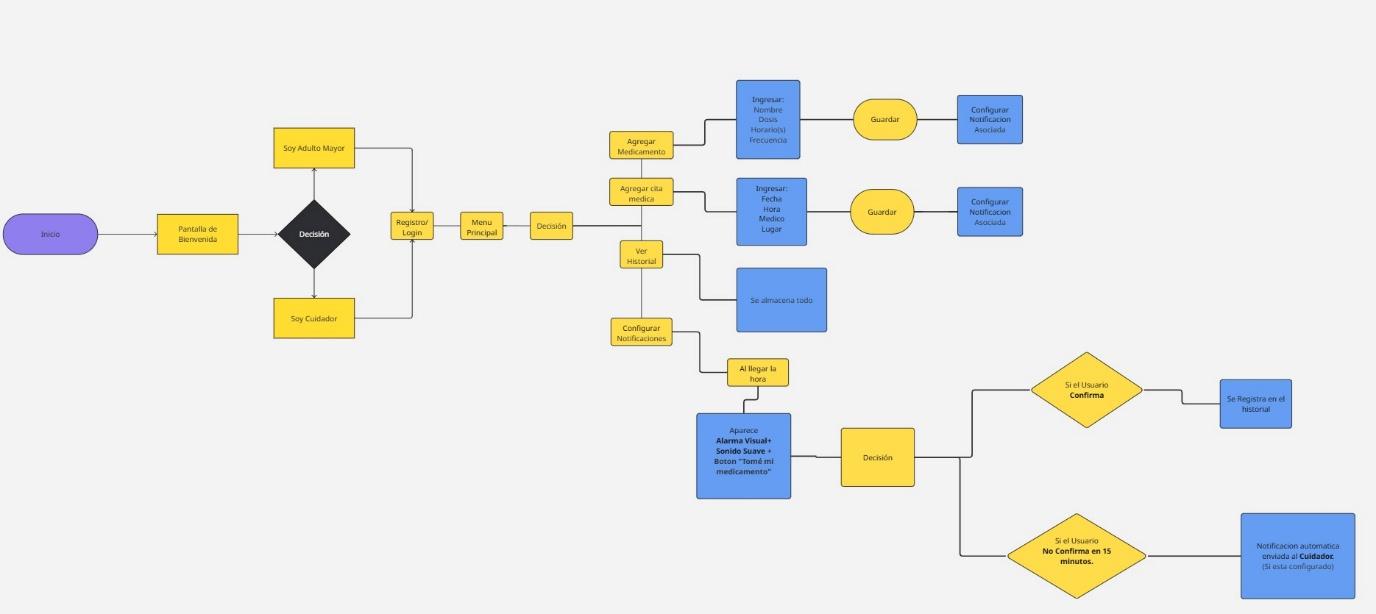 Inicio
Pantalla de
Bienvenida
Decisión
Soy Adulto Mayor
Soy Cuidador
Registro/
Login
Menu
Principal
Decisión
Agregar
Medicamento
Ingresar:
Nombre
Dosis
Horario(s)
Frecuencia
Guardar
Configurar
Notificacion
Asociada
Agregar cita
medica
Ingresar:
Fecha
Hora
Medico
Lugar
Guardar
Configurar
Notificacion
Asociada
Ver
Historial
Se almacena todo
Configurar
Notificaciones
Al llegar la
hora
Aparece
Alarma Visual+
Sonido Suave +
Boton "Tomé mi
medicamento"
Decisión
Si el Usuario
Confirma
Se Registra en el
historial
Si el Usuario
No Confirma en 15
minutos.
Notificacion automatica
enviada al Cuidador.
(Si esta configurado)